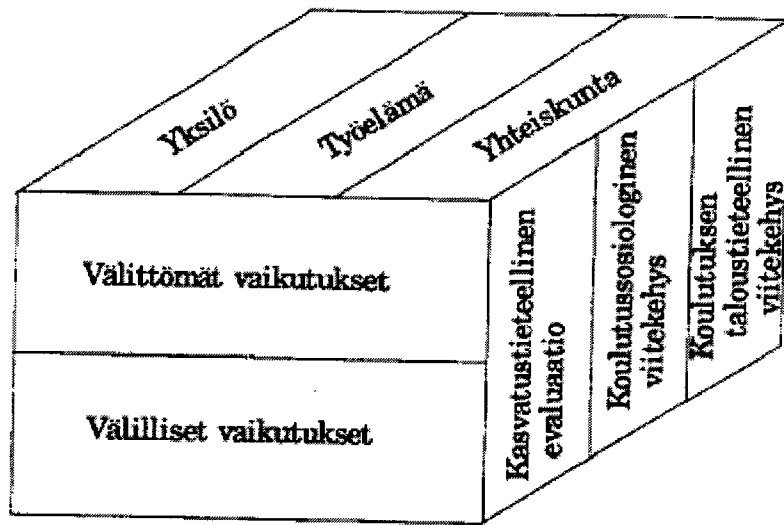 Yksilö
Työelämä
Yhteiskunta
Välittömät vaikutukset
Välilliset vaikutukset
Kasvatustieteellinen
evaluaatio
Koulutussosiologinen
viitekehys
Koulutuksen
taloustieteellinen
viitekehys